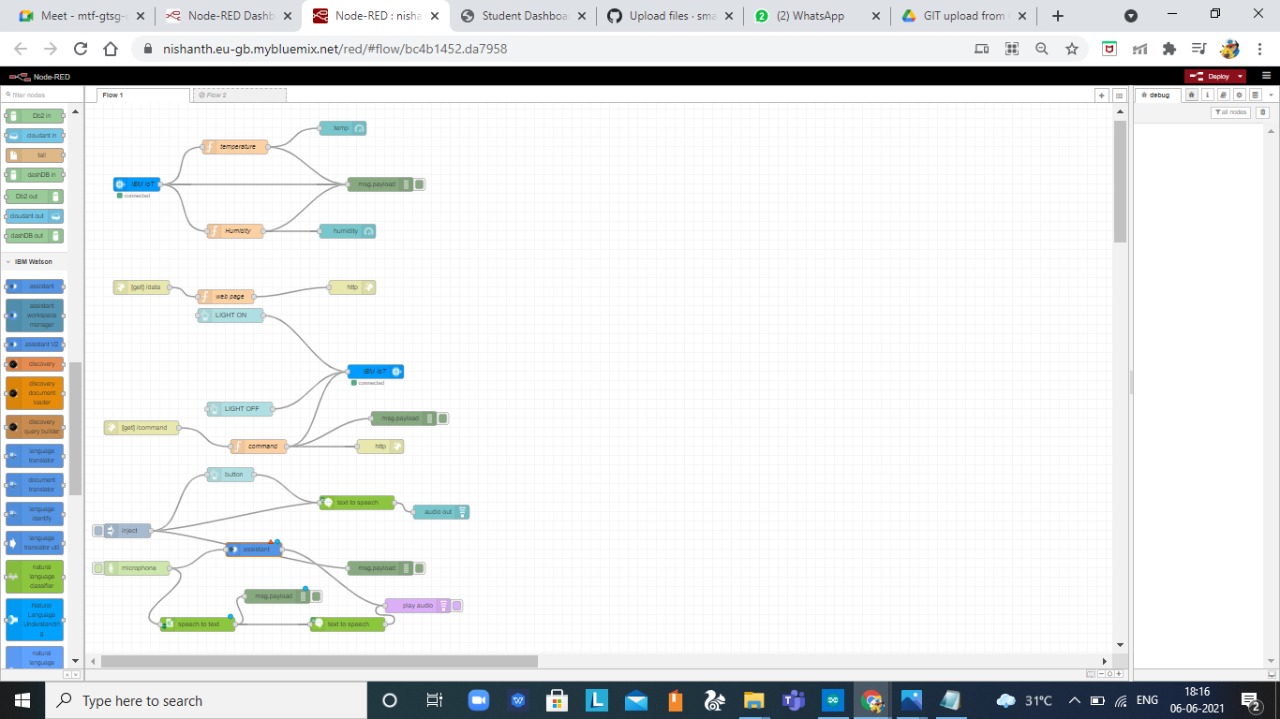 Meet - mf-gtsg-
Node-RED Dashb
Node-RED : nisha
Student Dashboa
Upload files · sma
(2) WhatsApp
GIT upload from
nishanth.eu-gb.mybluemix.net/red/#flow/bc4b1452.da7958
Node-RED
Deploy
filter nodes
Flow 1
Flow 2
debug
all nodes
Db2 in
cloudant in
tail
dashDB in
Db2 out
cloudant out
dashDB out
IBM Watson
assistant
assistant
workspace
manager
assistant V2
discovery
discovery
document
loader
discovery
query builder
language
translator
document
translator
language
identify
language
translator util
natural
language
classifier
Natural
Language
Understandin
g
natural
language
temp
temperature
IBM IoT
connected
msg.payload
Humidity
humidity
[get] /data
web page
http
LIGHT ON
IBM IoT
connected
LIGHT OFF
msg.payload
[get] /command
command
http
button
text to speech
audio out
inject
assistant
microphone
msg.payload
msg.payload
play audio
speech to text
text to speech
Type here to search
31°C
ENG
18:16
06-06-2021
2